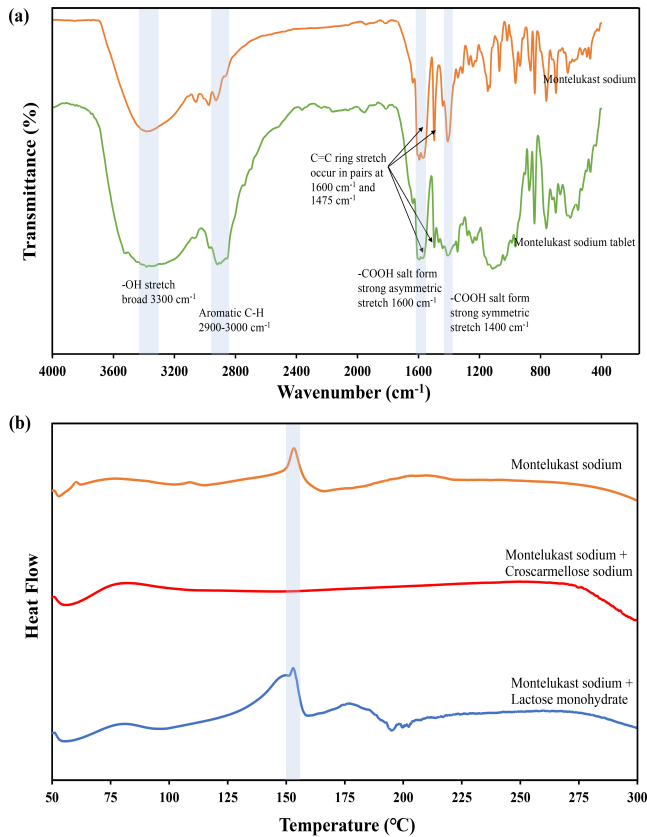 (a)
Transmittance (%)
Montelukast sodium
C=C ring stretch
occur in pairs at
1600 cm⁻¹ and
1475 cm⁻¹
Montelukast sodium tablet
-OH stretch
broad 3300 cm⁻¹
Aromatic C-H
2900-3000 cm⁻¹
-COOH salt form
strong asymmetric
stretch 1600 cm⁻¹
-COOH salt form
strong symmetric
stretch 1400 cm⁻¹
4000 3600 3200 2800 2400 2000 1600 1200 800 400
Wavenumber (cm⁻¹)
(b)
Heat Flow
Montelukast sodium
Montelukast sodium +
Croscarmellose sodium
Montelukast sodium +
Lactose monohydrate
50 75 100 125 150 175 200 225 250 275 300
Temperature (℃)